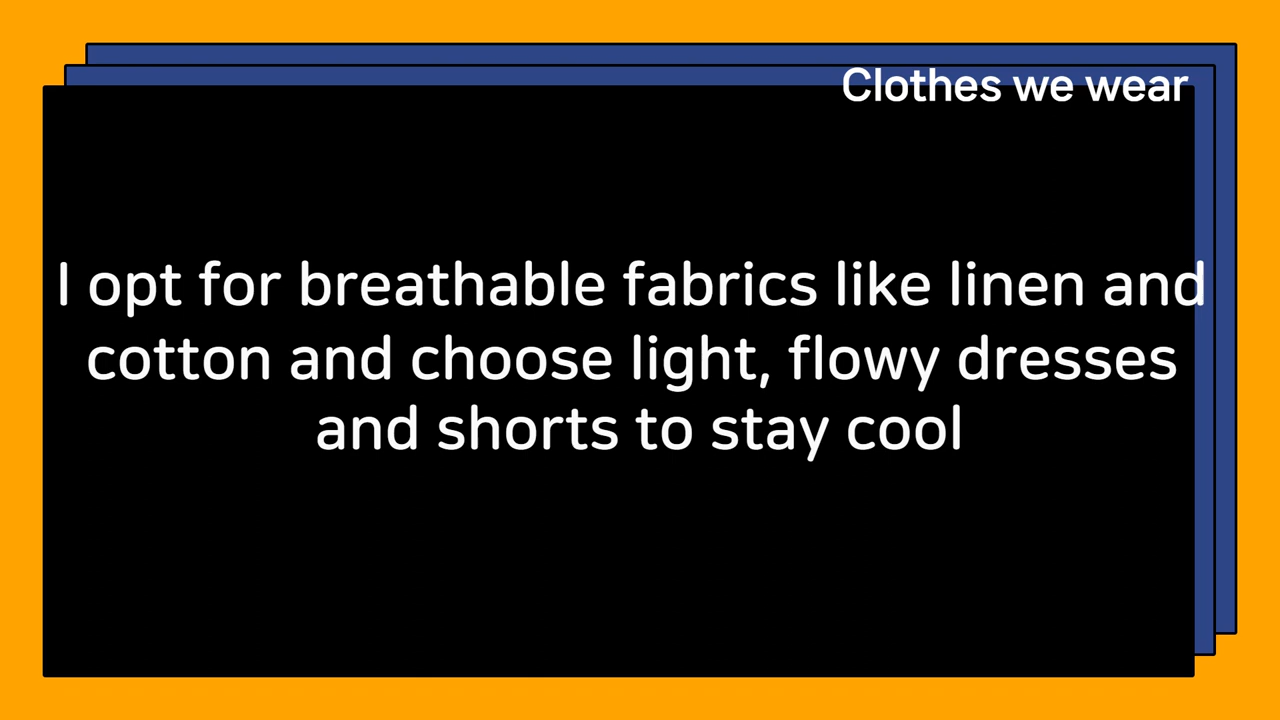 Clothes we wear
I opt for breathable fabrics like linen and
cotton and choose light, flowy dresses
and shorts to stay cool